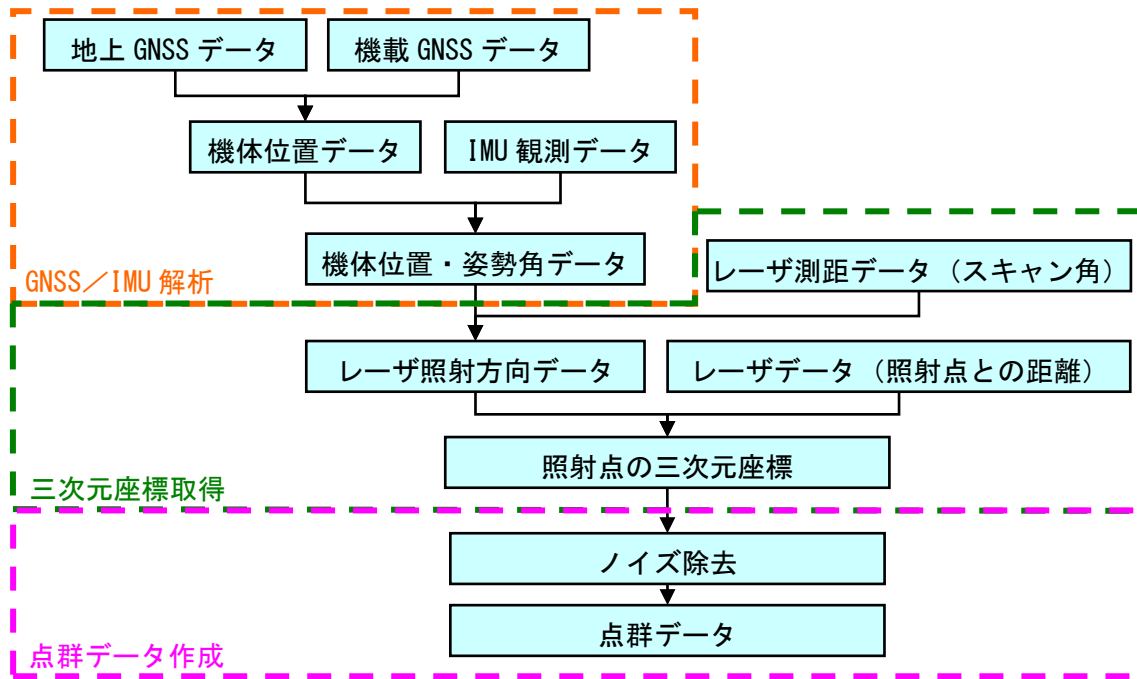 地上 GNSS データ
機載 GNSS データ
機体位置データ
IMU 観測データ
機体位置・姿勢角データ
レーザ測距データ（スキャン角）
GNSS／IMU 解析
レーザ照射方向データ
レーザデータ（照射点との距離）
照射点の三次元座標
三次元座標取得
ノイズ除去
点群データ
点群データ作成